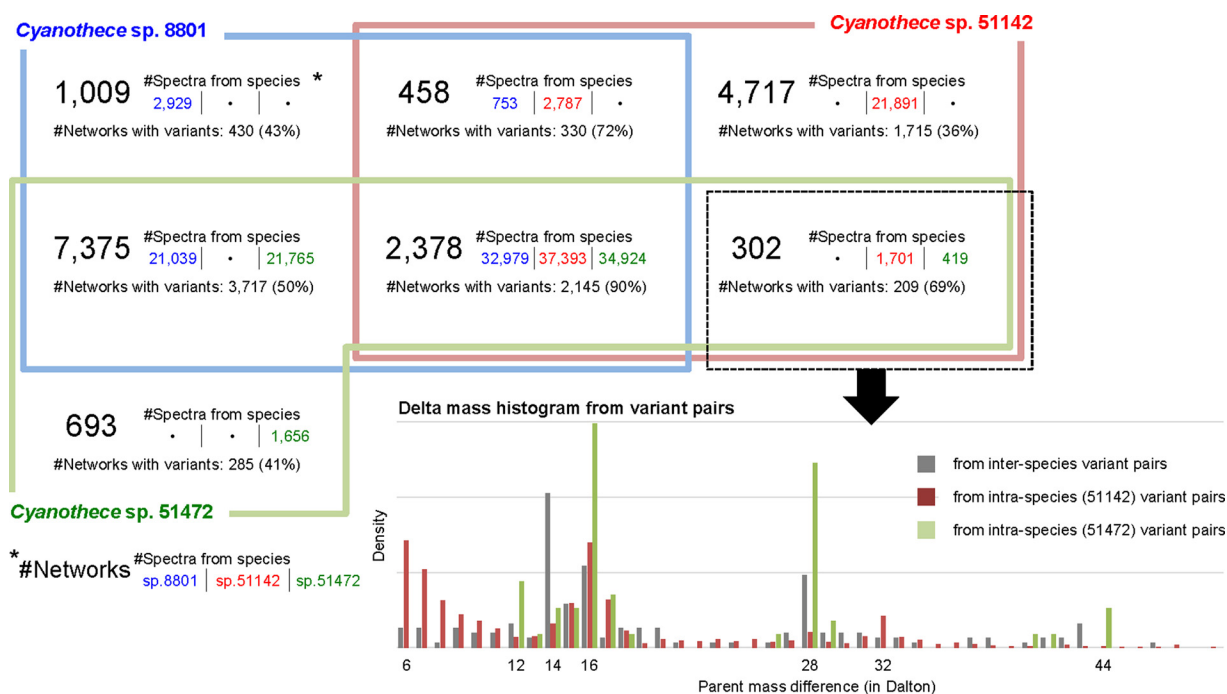 Cyanothece sp. 8801
Cyanothece sp. 51142
1,009
#Spectra from species
*
2,929 | • | •
#Networks with variants: 430 (43%)
458
#Spectra from species
753 | 2,787 | •
#Networks with variants: 330 (72%)
4,717
#Spectra from species
• | 21,891 | •
#Networks with variants: 1,715 (36%)
7,375
#Spectra from species
21,039 | • | 21,765
#Networks with variants: 3,717 (50%)
2,378
#Spectra from species
32,979 | 37,393 | 34,924
#Networks with variants: 2,145 (90%)
302
#Spectra from species
• | 1,701 | 419
#Networks with variants: 209 (69%)
693
#Spectra from species
• | • | 1,656
#Networks with variants: 285 (41%)
Cyanothece sp. 51472
*#Networks
#Spectra from species
sp.8801 | sp.51142 | sp.51472
Delta mass histogram from variant pairs
from inter-species variant pairs
from intra-species (51142) variant pairs
from intra-species (51472) variant pairs
Density
6 12 14 16 28 32 44
Parent mass difference (in Dalton)